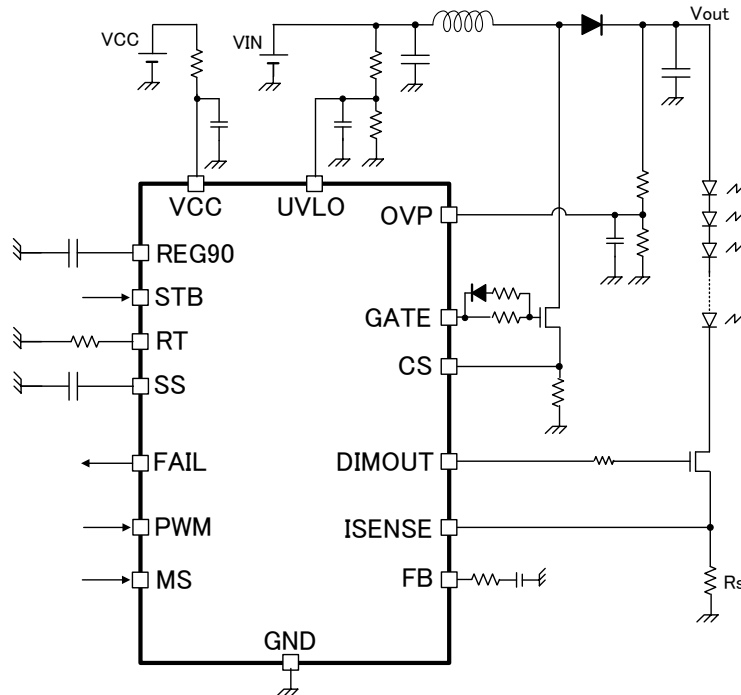 VCC
VIN
Vout
VCC
UVLO
OVP
REG90
STB
GATE
RT
CS
SS
FAIL
DIMOUT
PWM
ISENSE
MS
FB
Rs
GND